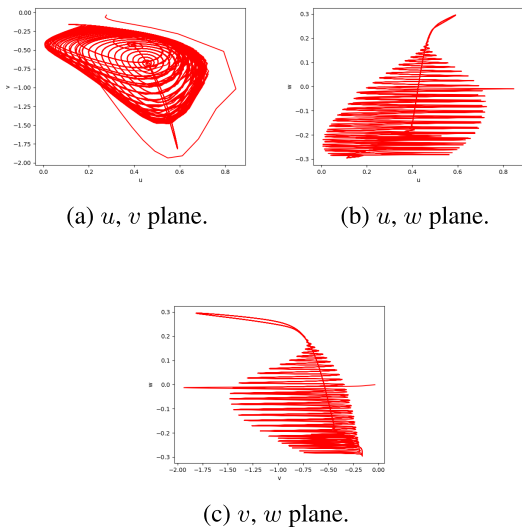 0.00
−0.25
−0.50
−0.75
−1.00
−1.25
−1.50
−1.75
−2.00
v
0.0 0.2 0.4 0.6 0.8
u
(a) u, v plane.
0.3
0.2
0.1
0.0
−0.1
−0.2
−0.3
w
0.0 0.2 0.4 0.6 0.8
u
(b) u, w plane.
0.3
0.2
0.1
0.0
−0.1
−0.2
−0.3
w
−2.00 −1.75 −1.50 −1.25 −1.00 −0.75 −0.50 −0.25 0.00
v
(c) v, w plane.